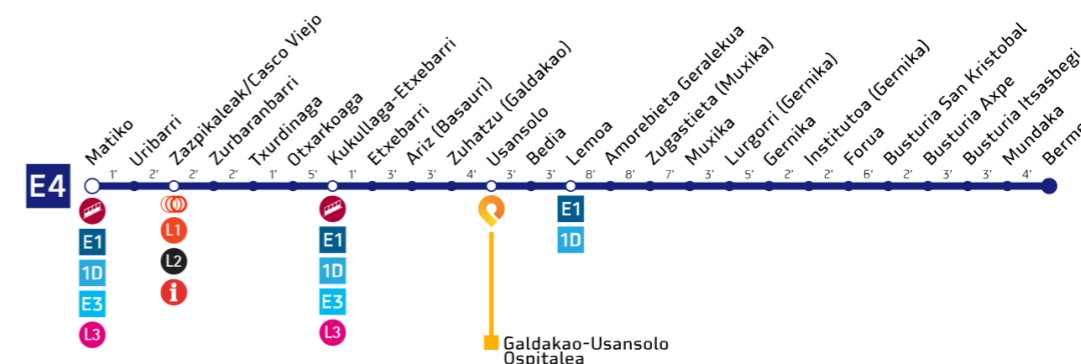 E4
Matiko
Uribarri
Zazpikaleak/Casco Viejo
Zurbaranbarri
Txurdinaga
Otxarkoaga
Kukullaga-Etxebarri
Etxebarri
Ariz (Basauri)
Zuhatzu (Galdakao)
Usansolo
Bedia
Lemoa
Amorebieta Geralekua
Zugastieta (Muxika)
Muxika
Lurgorri (Gernika)
Gernika
Institutoa (Gernika)
Forua
Busturia San Kristobal
Busturia Axpe
Busturia Itsasbegi
Mundaka
1' 2' 2' 2' 1' 5' 1' 3' 3' 4' 3' 3' 8' 8' 7' 3' 5' 2' 2' 6' 2' 3' 3' 4'
E1
1D
E3
L3
L1
L2
i
E1
1D
E3
L3
E1
1D
Galdakao-Usansolo
Ospitalea